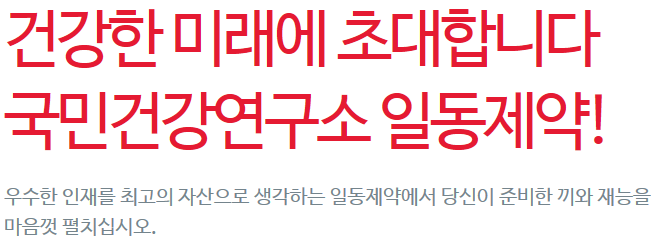 건강한 미래에 초대합니다
국민건강연구소 일동제약!
우수한 인재를 최고의 자산으로 생각하는 일동제약에서 당신이 준비한 끼와 재능을
마음껏 펼치십시오.